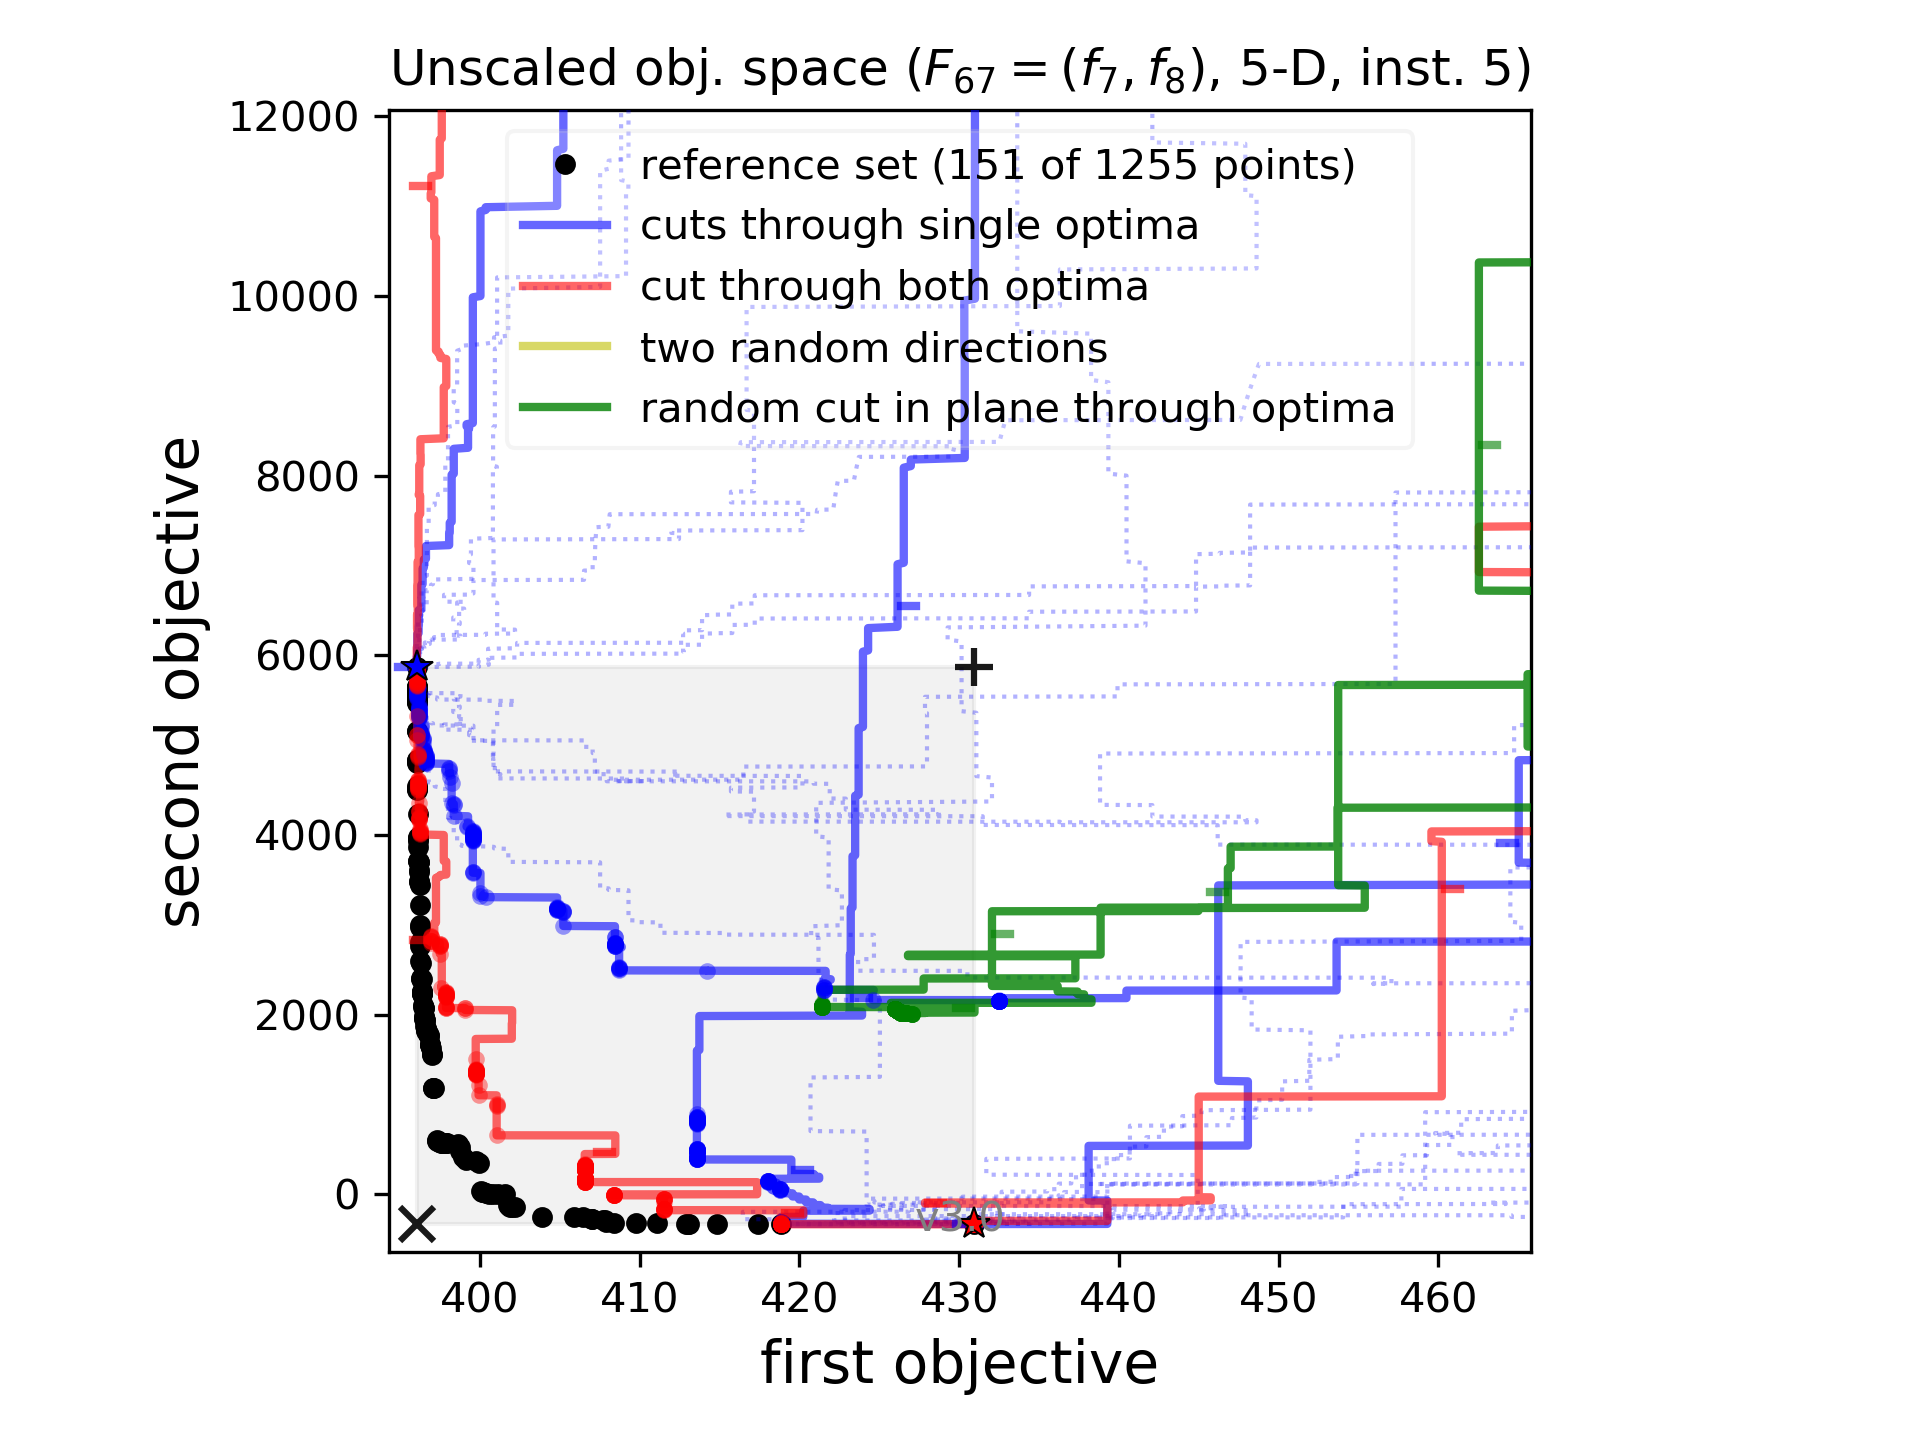 Unscaled obj. space (F67 = (f7, f8), 5-D, inst. 5)
12000
10000
8000
6000
4000
2000
0
second objective
reference set (151 of 1255 points)
cuts through single optima
cut through both optima
two random directions
random cut in plane through optima
v3.0
400 410 420 430 440 450 460
first objective